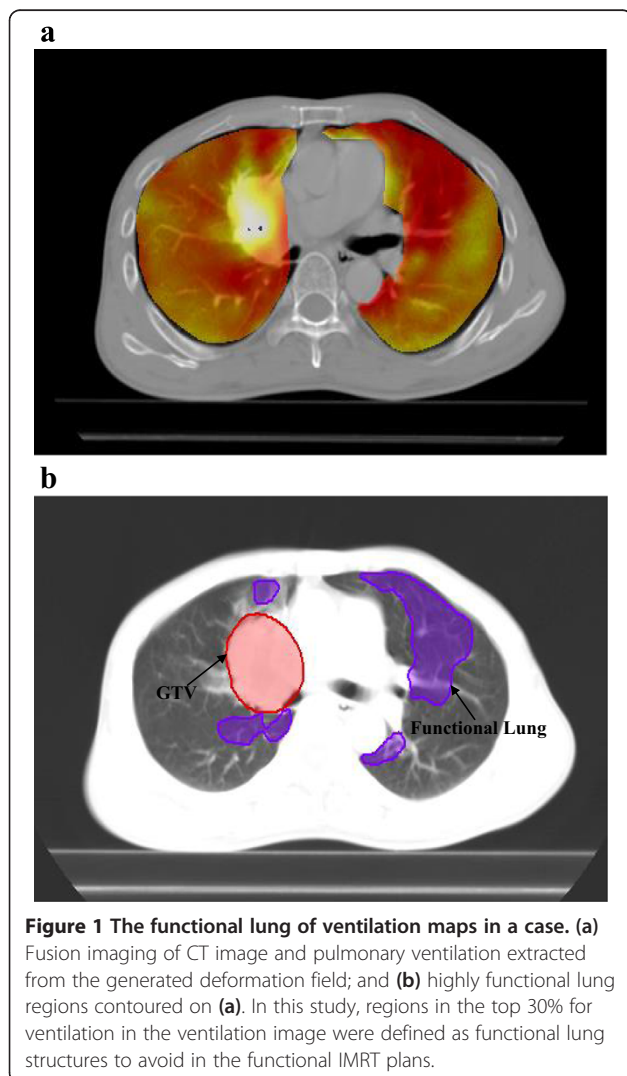 a
b
GTV
Functional Lung
Figure 1 The functional lung of ventilation maps in a case. (a)
Fusion imaging of CT image and pulmonary ventilation extracted
from the generated deformation field; and (b) highly functional lung
regions contoured on (a). In this study, regions in the top 30% for
ventilation in the ventilation image were defined as functional lung
structures to avoid in the functional IMRT plans.